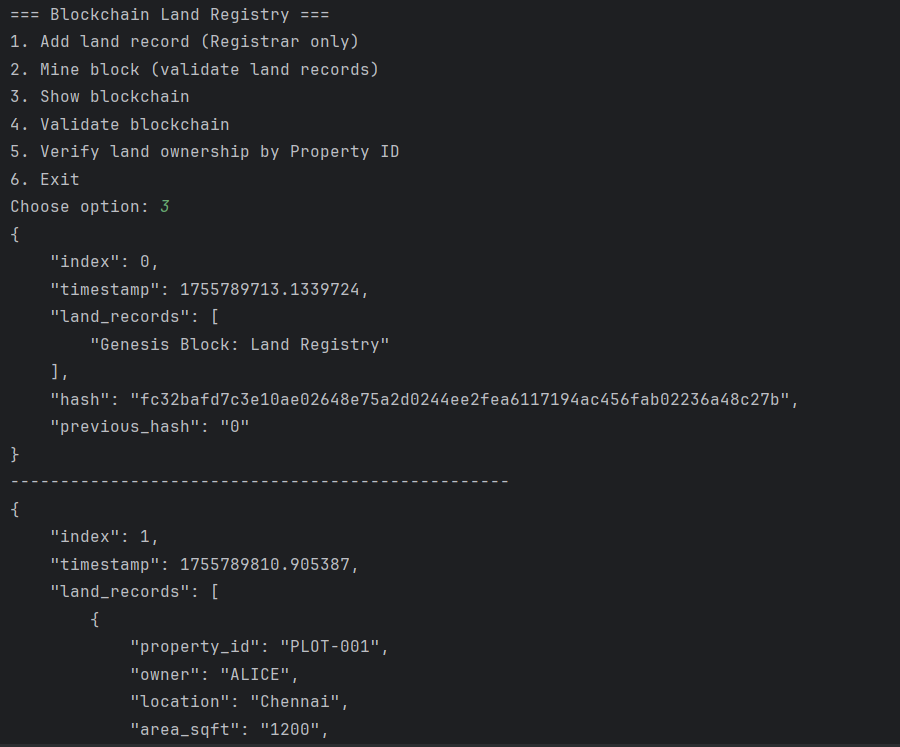 === Blockchain Land Registry ===
1. Add land record (Registrar only)
2. Mine block (validate land records)
3. Show blockchain
4. Validate blockchain
5. Verify land ownership by Property ID
6. Exit
Choose option: 3
{
    "index": 0,
    "timestamp": 1755789713.1339724,
    "land_records": [
        "Genesis Block: Land Registry"
    ],
    "hash": "fc32bafd7c3e10ae02648e75a2d0244ee2fea6117194ac456fab02236a48c27b",
    "previous_hash": "0"
}
--------------------------------------------------
{
    "index": 1,
    "timestamp": 1755789810.905387,
    "land_records": [
        {
            "property_id": "PLOT-001",
            "owner": "ALICE",
            "location": "Chennai",
            "area_sqft": "1200",